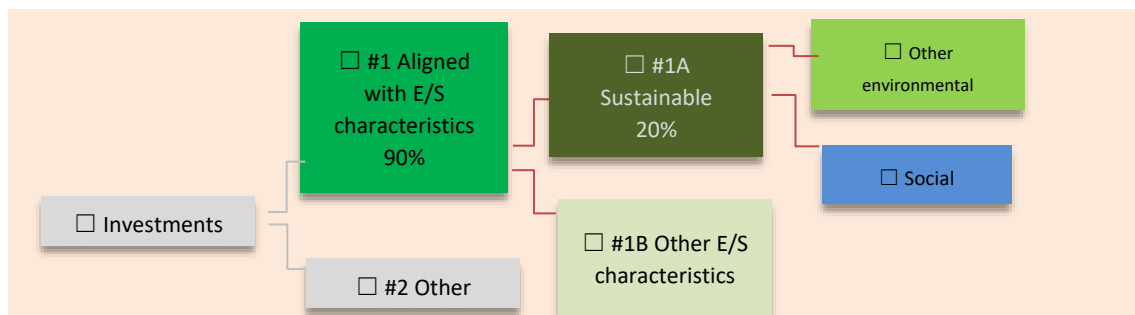 ☐ #1 Aligned
with E/S
characteristics
90%
☐ #1A
Sustainable
20%
☐ Other
environmental
☐ Social
☐ Investments
☐ #1B Other E/S
characteristics
☐ #2 Other